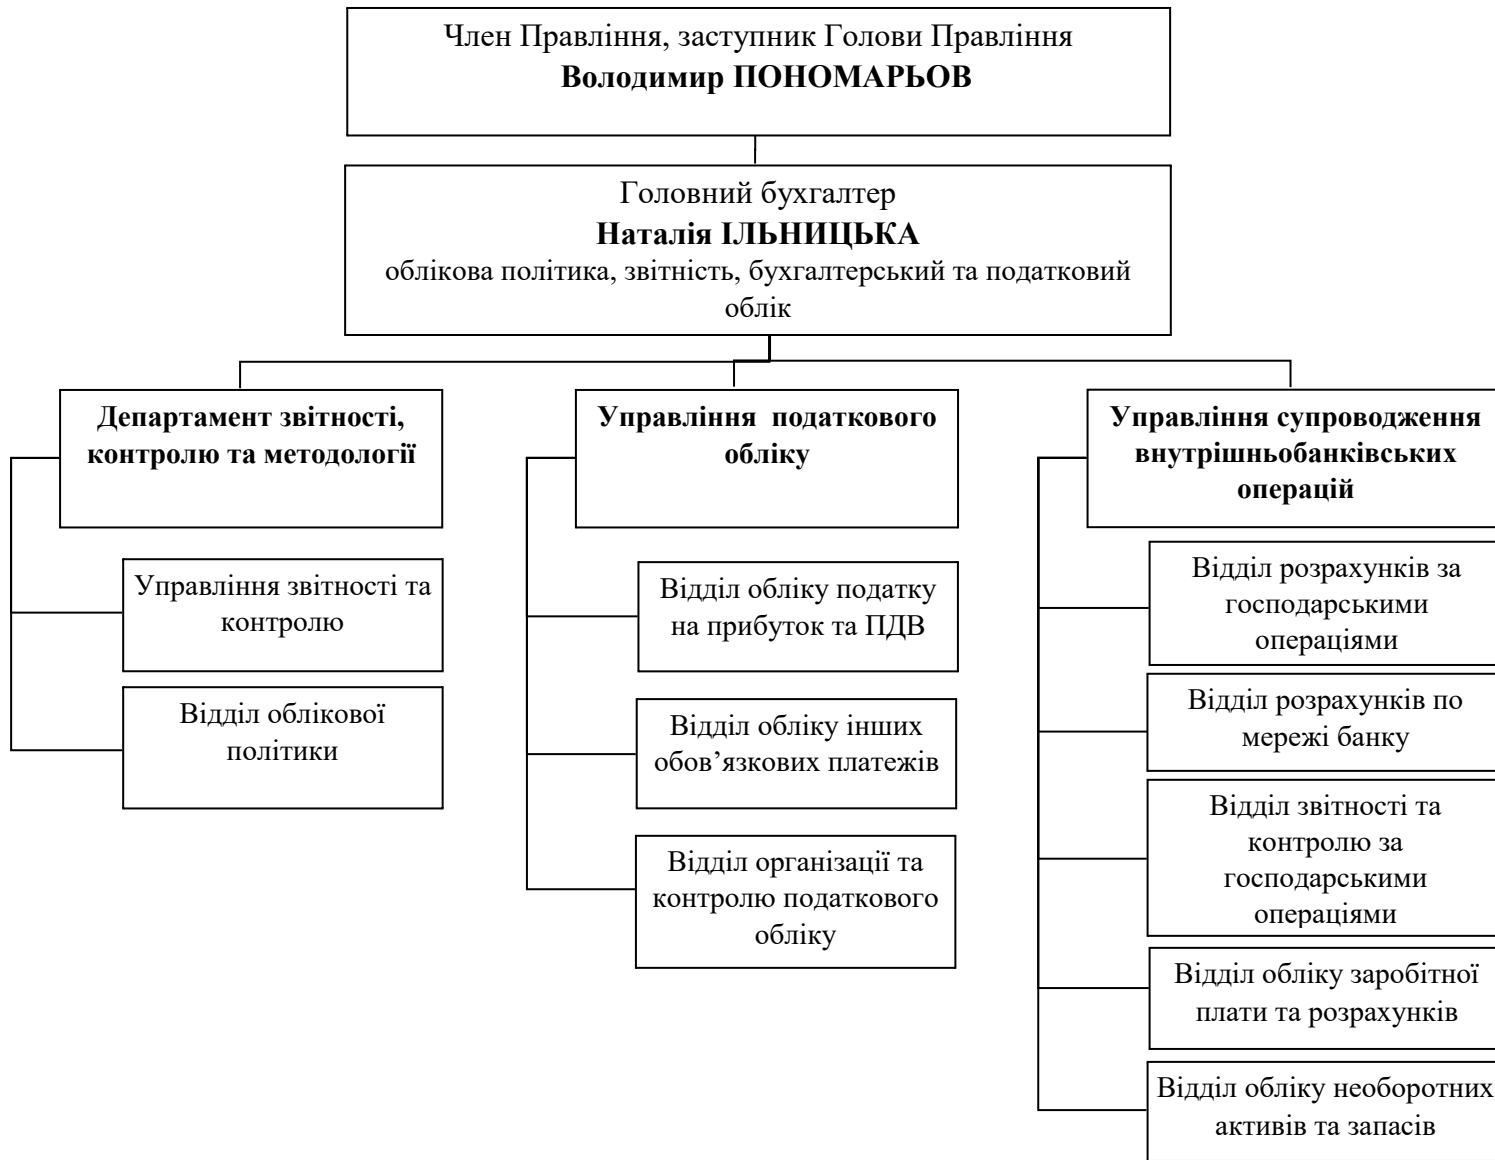 Член Правління, заступник Голови Правління
Володимир ПОНОМАРЬОВ
Головний бухгалтер
Наталія ІЛЬНИЦЬКА
облікова політика, звітність, бухгалтерський та податковий
облік
Департамент звітності,
контролю та методології
Управління звітності та
контролю
Відділ облікової
політики
Управління податкового
обліку
Відділ обліку податку
на прибуток та ПДВ
Відділ обліку інших
обов’язкових платежів
Відділ організації та
контролю податкового
обліку
Управління супроводження
внутрішньобанківських
операцій
Відділ розрахунків за
господарськими
операціями
Відділ розрахунків по
мережі банку
Відділ звітності та
контролю за
господарськими
операціями
Відділ обліку заробітної
плати та розрахунків
Відділ обліку необоротних
активів та запасів